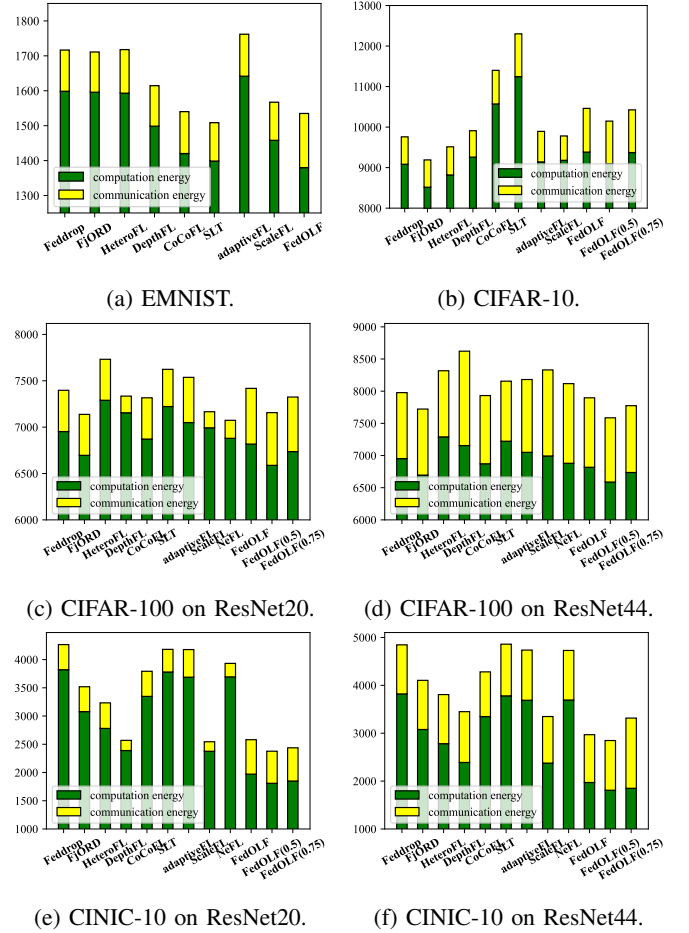 1800
1700
1600
1500
1400
1300
computation energy
communication energy
Feddrop
FjORD
HeteroFL
DepthFL
CoCoFL
SLT
adaptiveFL
ScaleFL
FedOLF
(a) EMNIST.
13000
12000
11000
10000
9000
8000
computation energy
communication energy
Feddrop
FjORD
HeteroFL
DepthFL
CoCoFL
SLT
adaptiveFL
ScaleFL
FedOLF
FedOLF(0.5)
FedOLF(0.75)
(b) CIFAR-10.
8000
7500
7000
6500
6000
computation energy
communication energy
Feddrop
FjORD
HeteroFL
DepthFL
CoCoFL
SLT
adaptiveFL
ScaleFL
NeFL
FedOLF
FedOLF(0.5)
FedOLF(0.75)
(c) CIFAR-100 on ResNet20.
9000
8500
8000
7500
7000
6500
6000
computation energy
communication energy
Feddrop
FjORD
HeteroFL
DepthFL
CoCoFL
SLT
adaptiveFL
ScaleFL
NeFL
FedOLF
FedOLF(0.5)
FedOLF(0.75)
(d) CIFAR-100 on ResNet44.
4000
3500
3000
2500
2000
1500
1000
computation energy
communication energy
Feddrop
FjORD
HeteroFL
DepthFL
CoCoFL
SLT
adaptiveFL
ScaleFL
NeFL
FedOLF
FedOLF(0.5)
FedOLF(0.75)
(e) CINIC-10 on ResNet20.
5000
4000
3000
2000
1000
computation energy
communication energy
Feddrop
FjORD
HeteroFL
DepthFL
CoCoFL
SLT
adaptiveFL
ScaleFL
NeFL
FedOLF
FedOLF(0.5)
FedOLF(0.75)
(f) CINIC-10 on ResNet44.